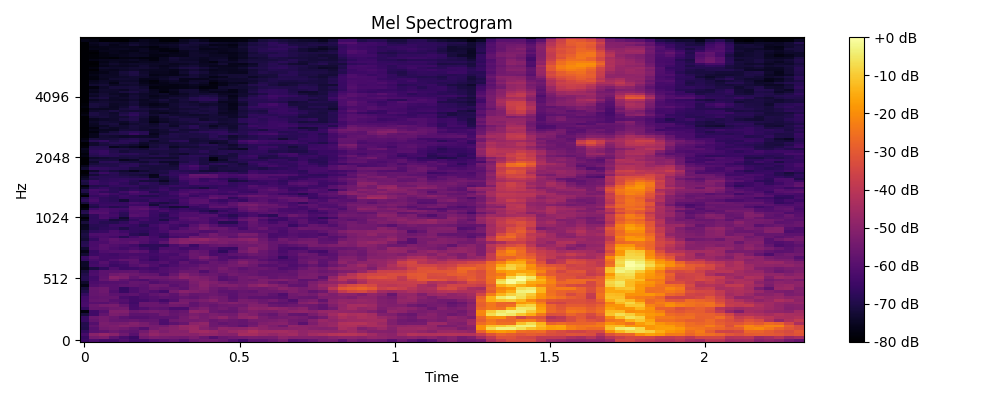 Mel Spectrogram
+0 dB
-10 dB
-20 dB
-30 dB
-40 dB
-50 dB
-60 dB
-70 dB
-80 dB
Hz
4096
2048
1024
512
0
0 0.5 1 1.5 2
Time